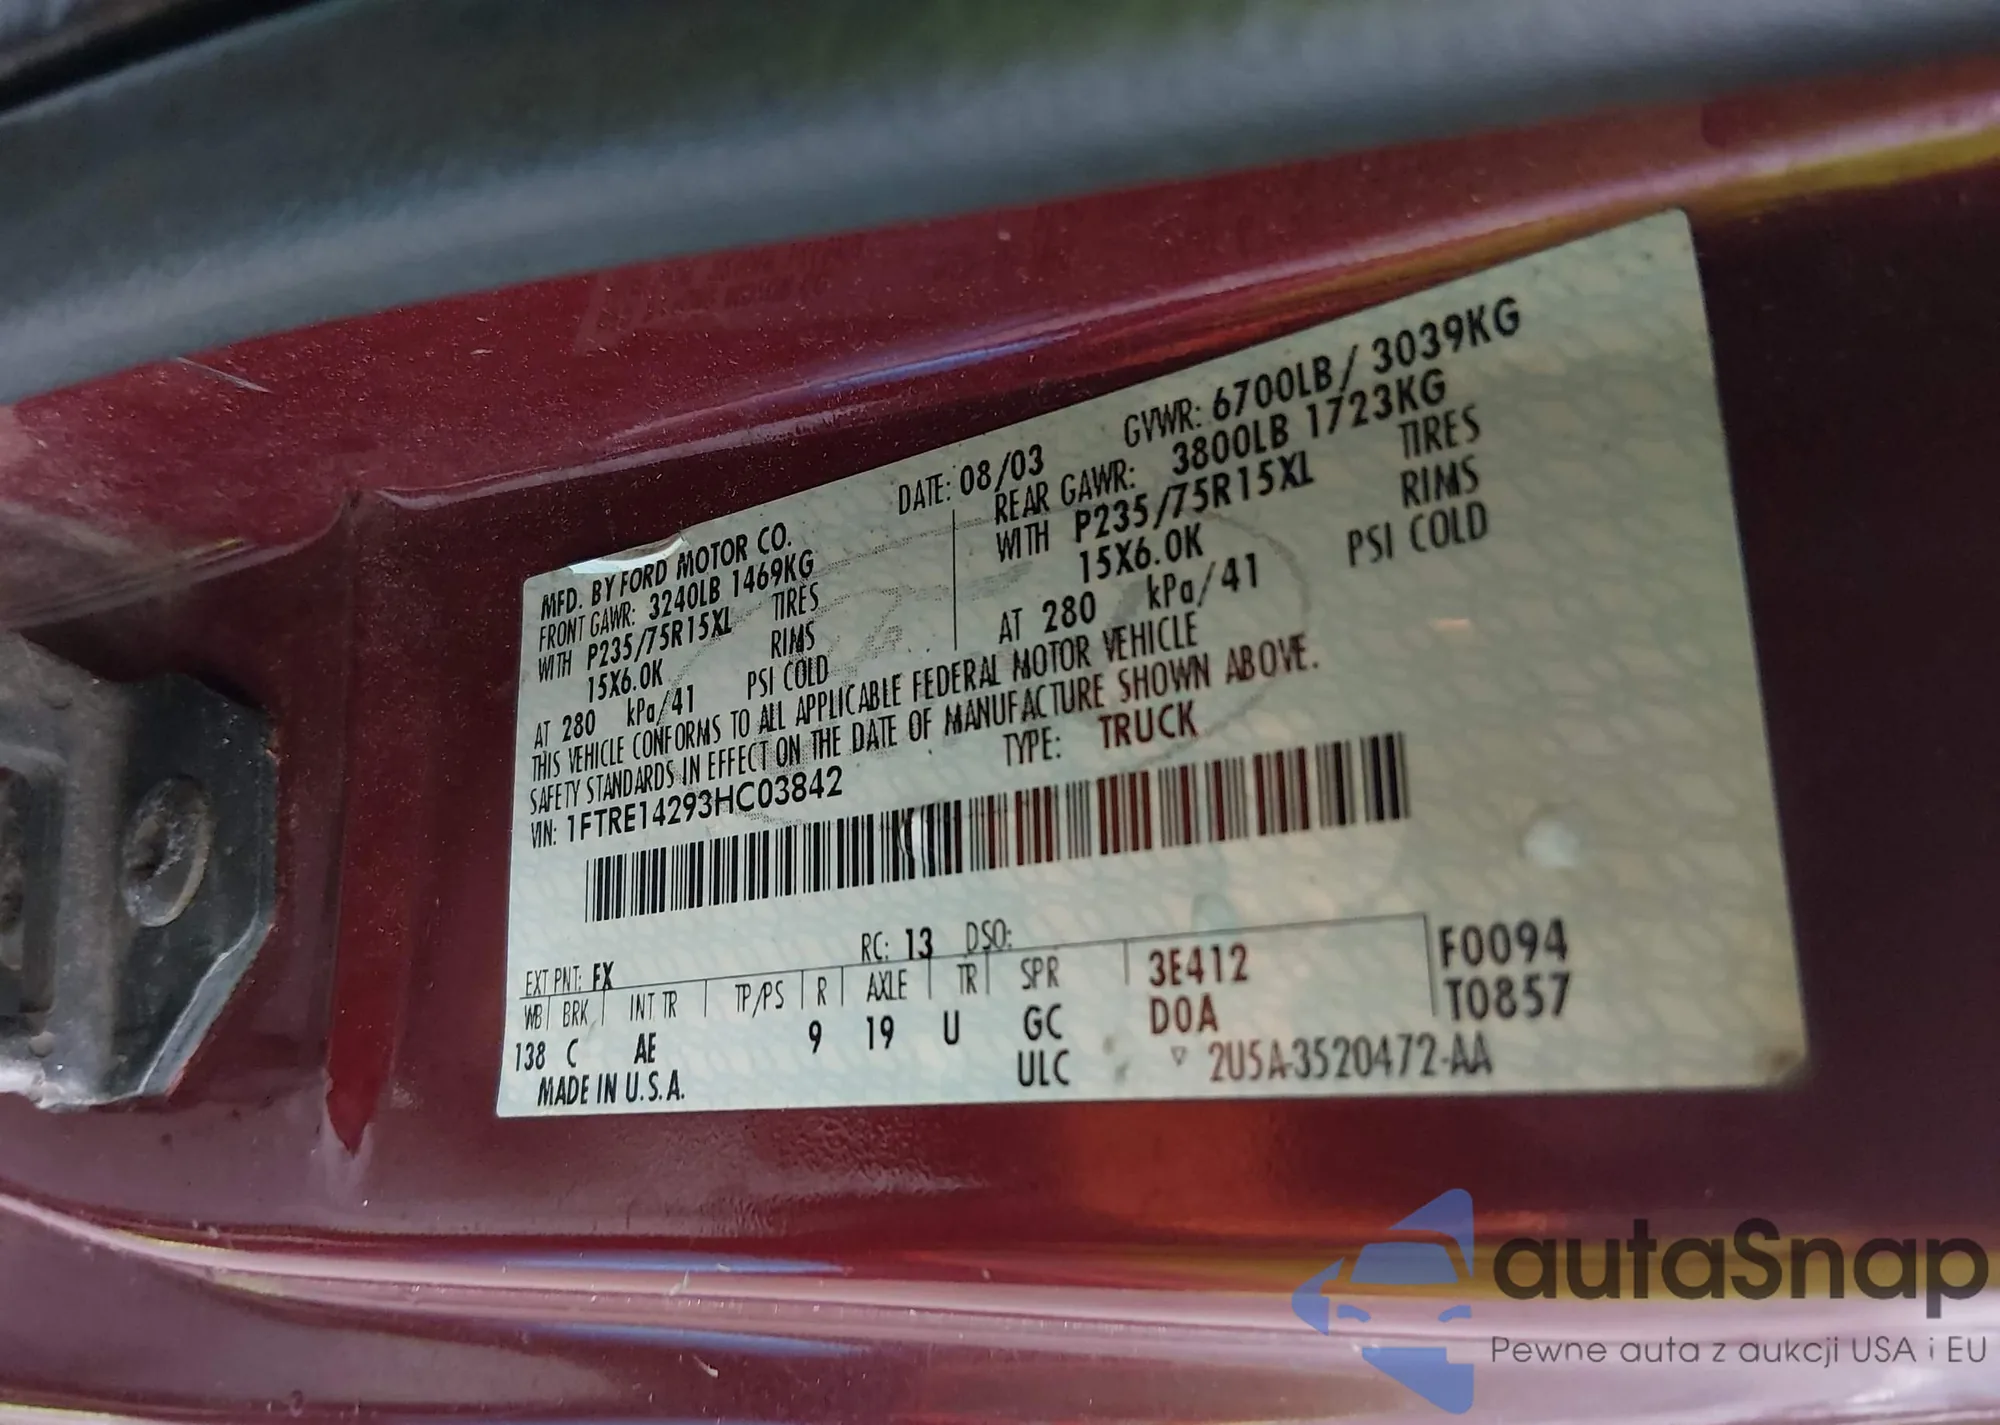 MFD. BY FORD MOTOR CO.
DATE: 08/03
GVWR: 6700LB/ 3039KG
FRONT GAWR: 3240LB 1469KG
REAR GAWR: 3800LB 1723KG
WITH P235/75R15XL TIRES
WITH P235/75R15XL TIRES
15X6.0K RIMS
15X6.0K RIMS
AT 280 kPa/41 PSI COLD
AT 280 kPa/41 PSI COLD
THIS VEHICLE CONFORMS TO ALL APPLICABLE FEDERAL MOTOR VEHICLE
SAFETY STANDARDS IN EFFECT ON THE DATE OF MANUFACTURE SHOWN ABOVE.
VIN: 1FTRE14293HC03842
TYPE: TRUCK
EXT PNT: FX RC: 13 DSO:
WB BRK INT TR TP/PS R AXLE TR SPR 3E412 F0094
138 C AE 9 19 U GC D0A T0857
MADE IN U.S.A. ULC ▽ 2U5A-3520472-AA
autaSnap
Pewne auta z aukcji USA i EU